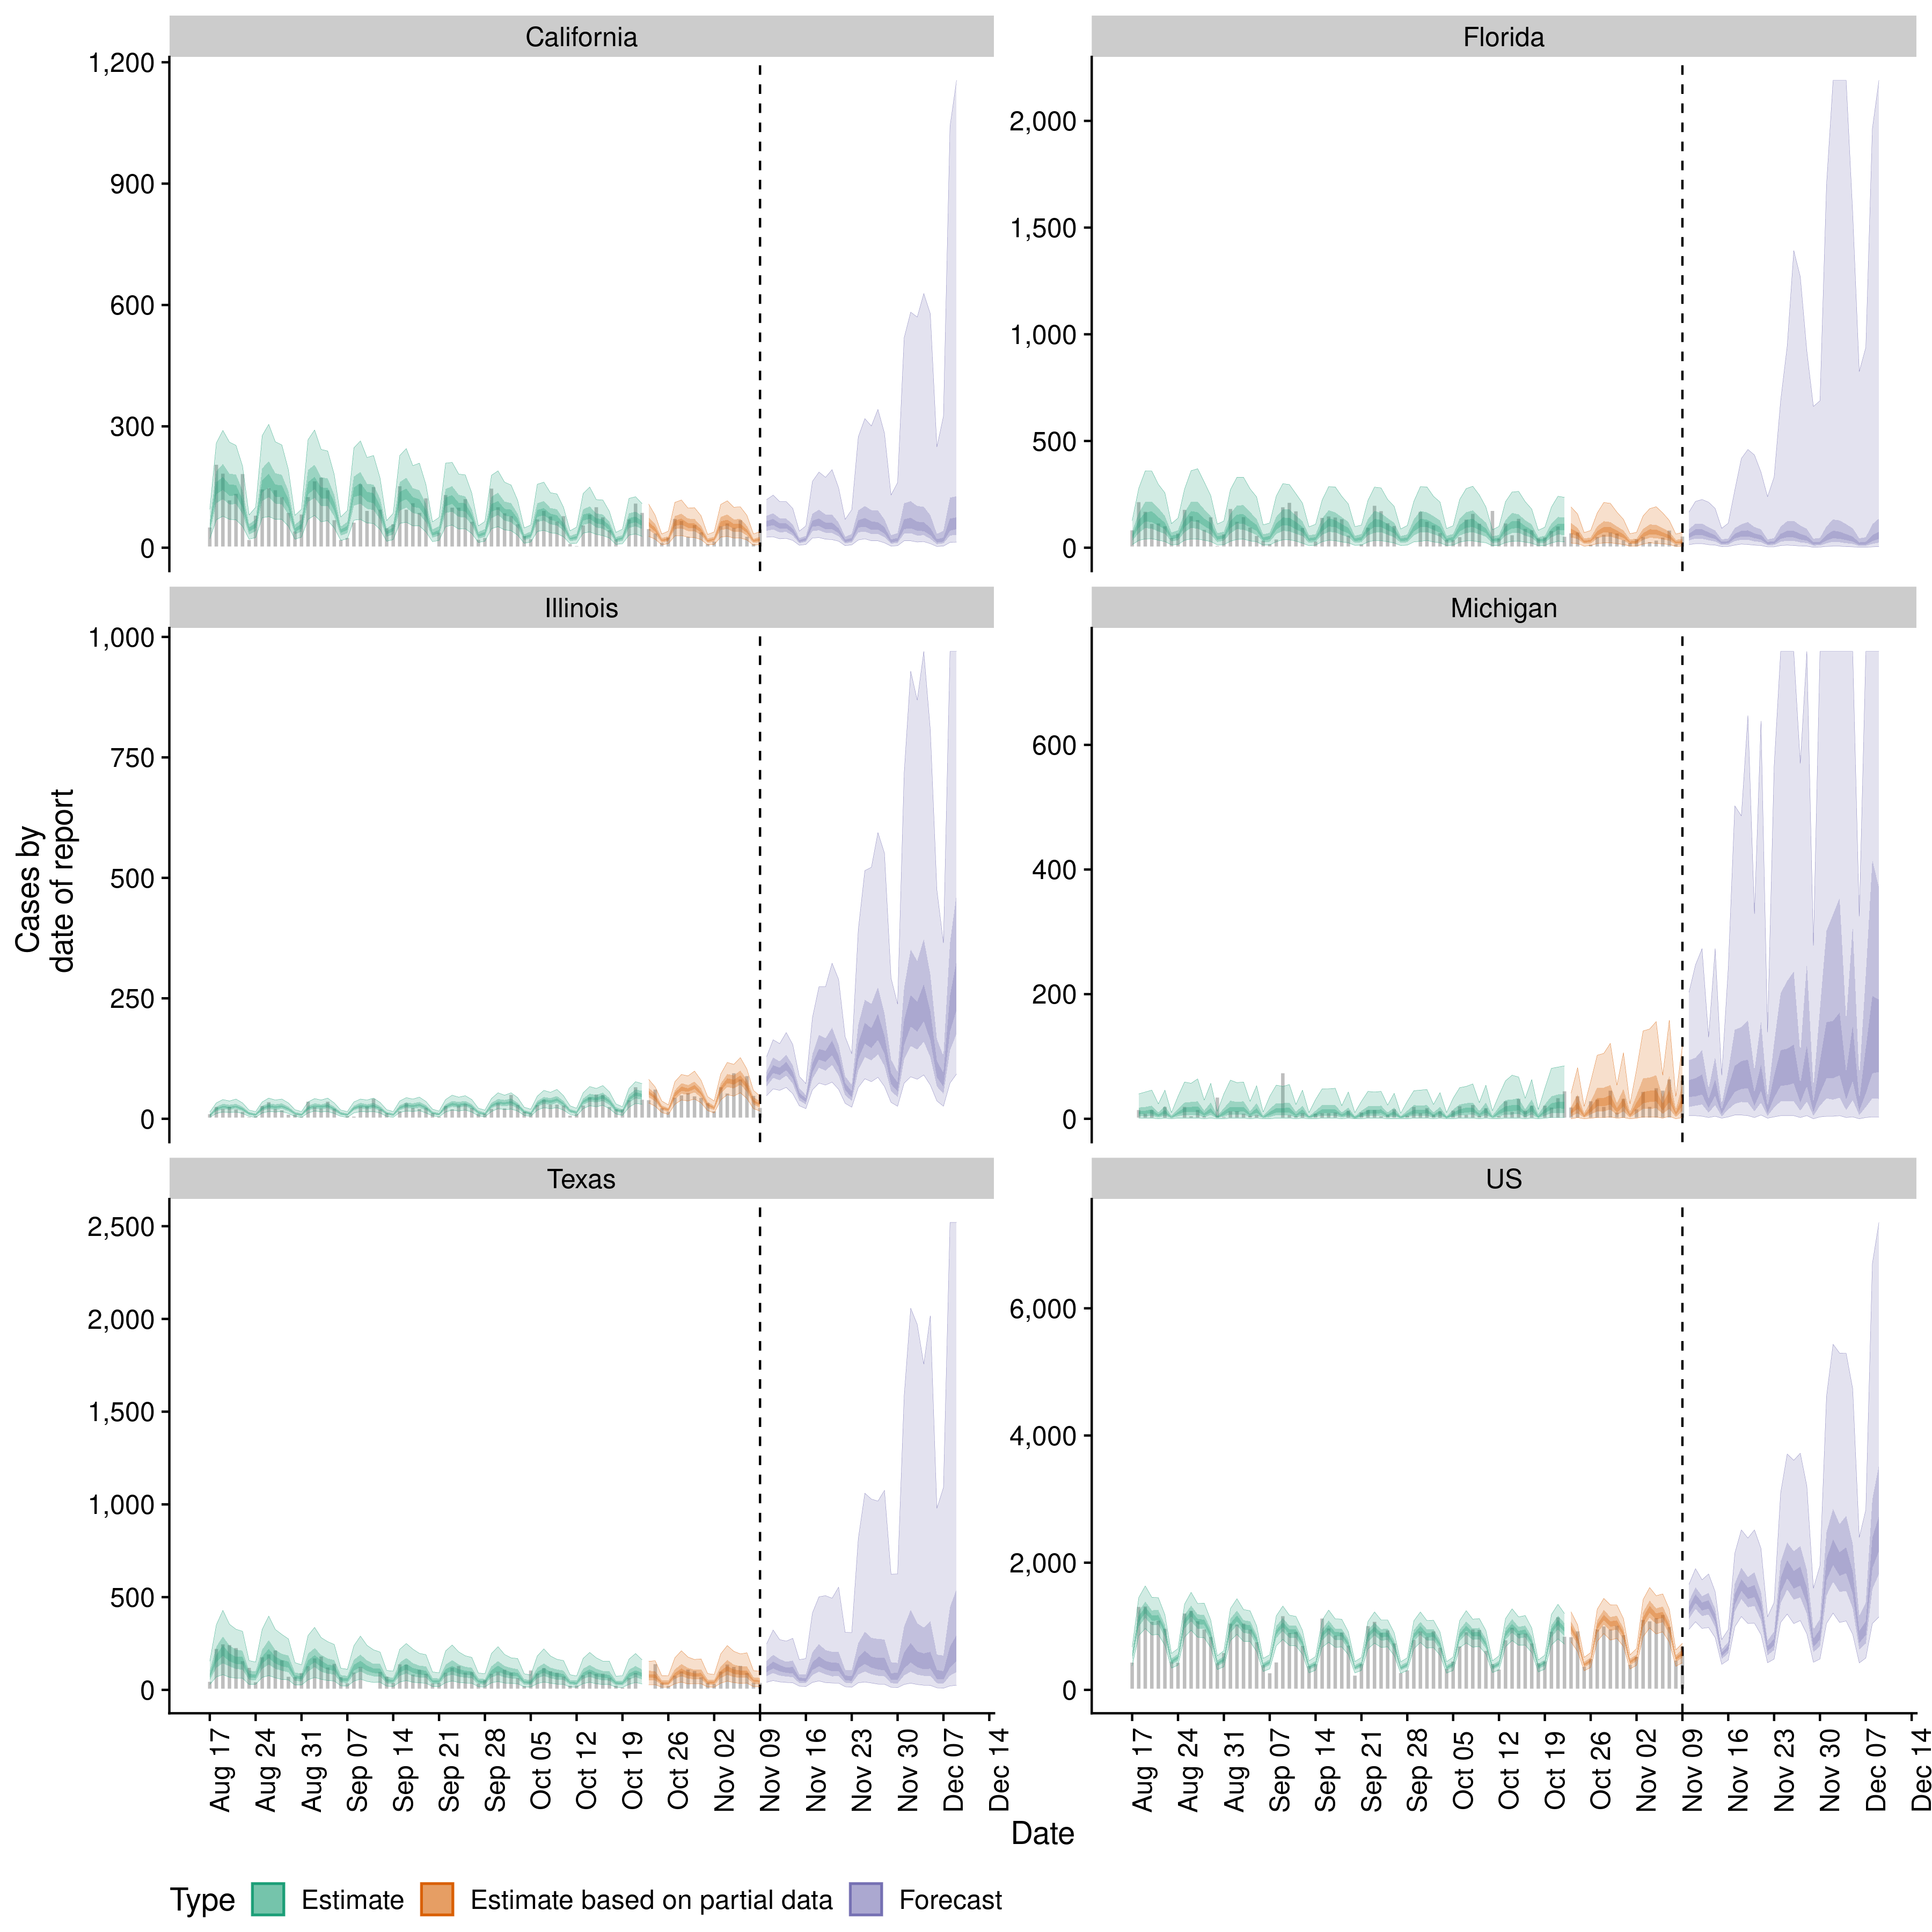 California
Florida
1,200
900
600
300
0
2,000
1,500
1,000
500
0
Illinois
Michigan
1,000
750
500
250
0
600
400
200
0
Texas
US
2,500
2,000
1,500
1,000
500
0
6,000
4,000
2,000
0
Cases by
date of report
Aug 17
Aug 24
Aug 31
Sep 07
Sep 14
Sep 21
Sep 28
Oct 05
Oct 12
Oct 19
Oct 26
Nov 02
Nov 09
Nov 16
Nov 23
Nov 30
Dec 07
Dec 14
Aug 17
Aug 24
Aug 31
Sep 07
Sep 14
Sep 21
Sep 28
Oct 05
Oct 12
Oct 19
Oct 26
Nov 02
Nov 09
Nov 16
Nov 23
Nov 30
Dec 07
Dec 14
Date
Type Estimate Estimate based on partial data Forecast